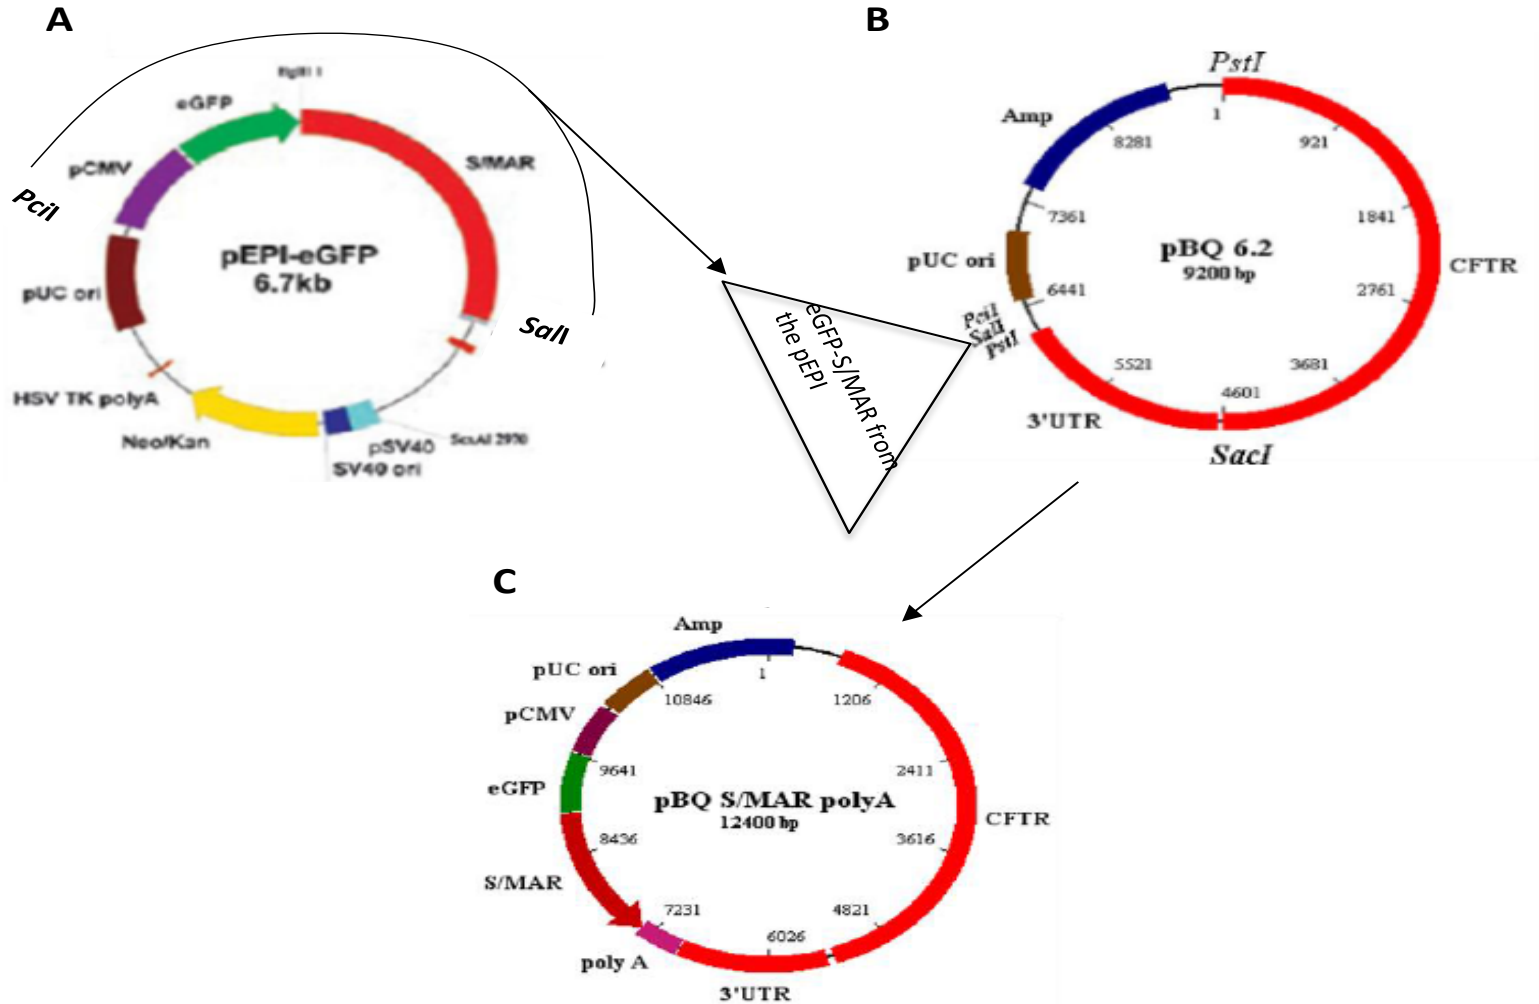 A
BglII I
eGFP
pCMV
S/MAR
PciI
pEPI-eGFP
6.7kb
pUC ori
SalI
HSV TK polyA
Neo/Kan
pSV40
SV40 ori
eGFP-S/MAR from
the pEPI
B
PstI
Amp
1
921
8281
7361
1841
pBQ 6.2
9200 bp
pUC ori
CFTR
6441
2761
PciI
SalI
PstI
5521
3681
4601
3'UTR
SacI
C
Amp
pUC ori
1
10846
1206
pCMV
9641
2411
eGFP
pBQ S/MAR polyA
12400 bp
CFTR
8436
3616
S/MAR
7231
4821
6026
poly A
3'UTR